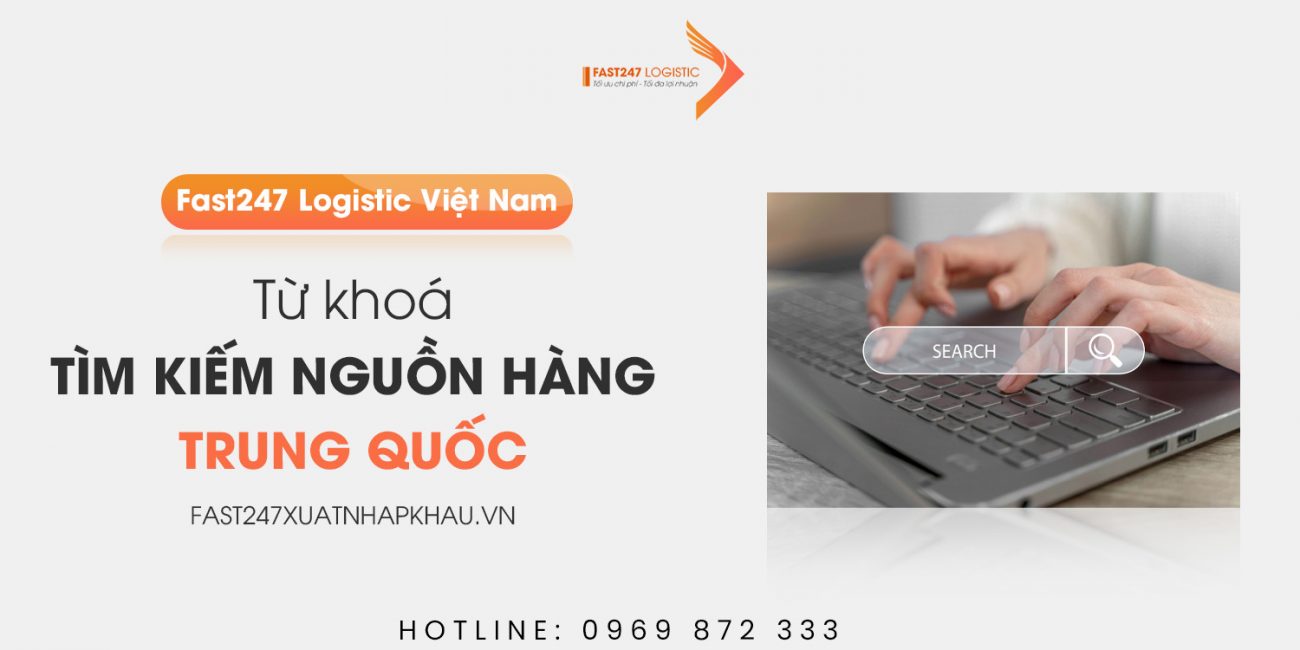 FAST247 LOGISTIC
Tối ưu chi phí - Tối đa lợi nhuận
Fast247 Logistic Việt Nam
Từ khoá
TÌM KIẾM NGUỒN HÀNG
TRUNG QUỐC
FAST247XUATNHAPKHAU.VN
SEARCH
HOTLINE: 0969 872 333